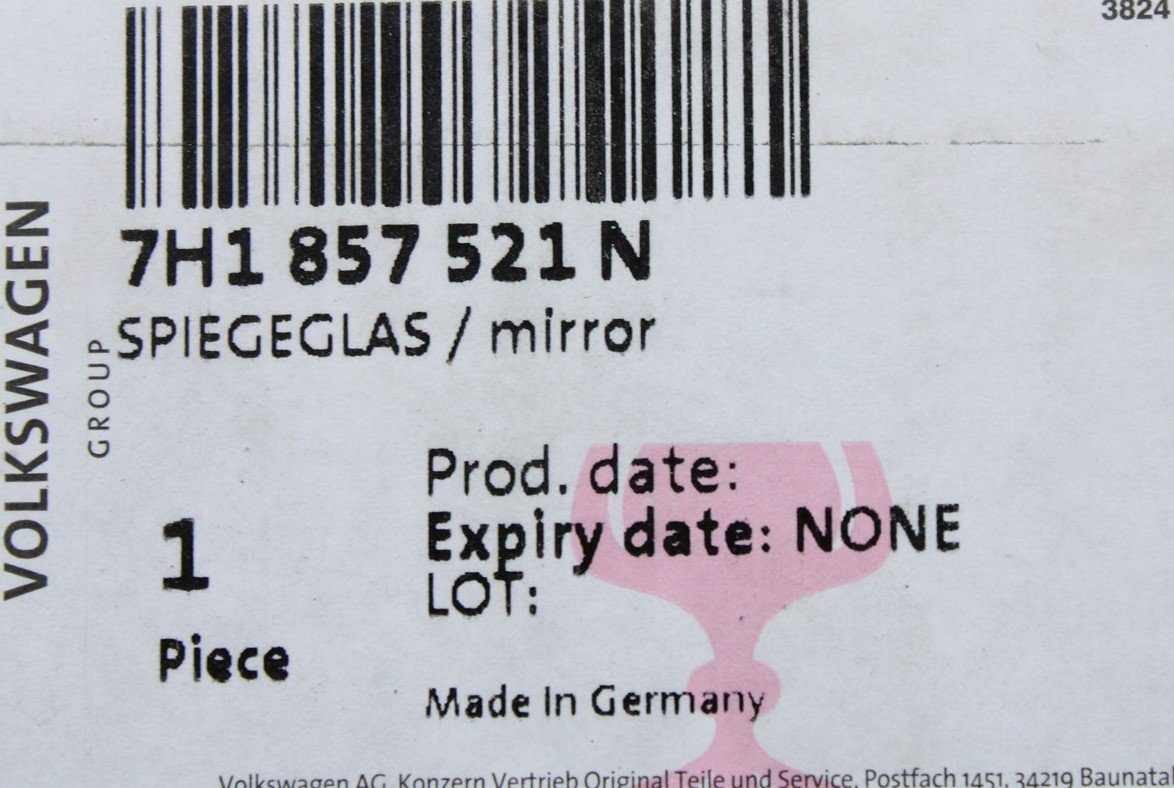 3824
7H1 857 521 N
SPIEGEGLAS / mirror
VOLKSWAGEN
GROUP
Prod. date:
Expiry date: NONE
LOT:
1
Piece
Made In Germany
Volkswagen AG, Konzern Vertrieb Original Teile und Service, Postfach 1451, 34219 Baunatal